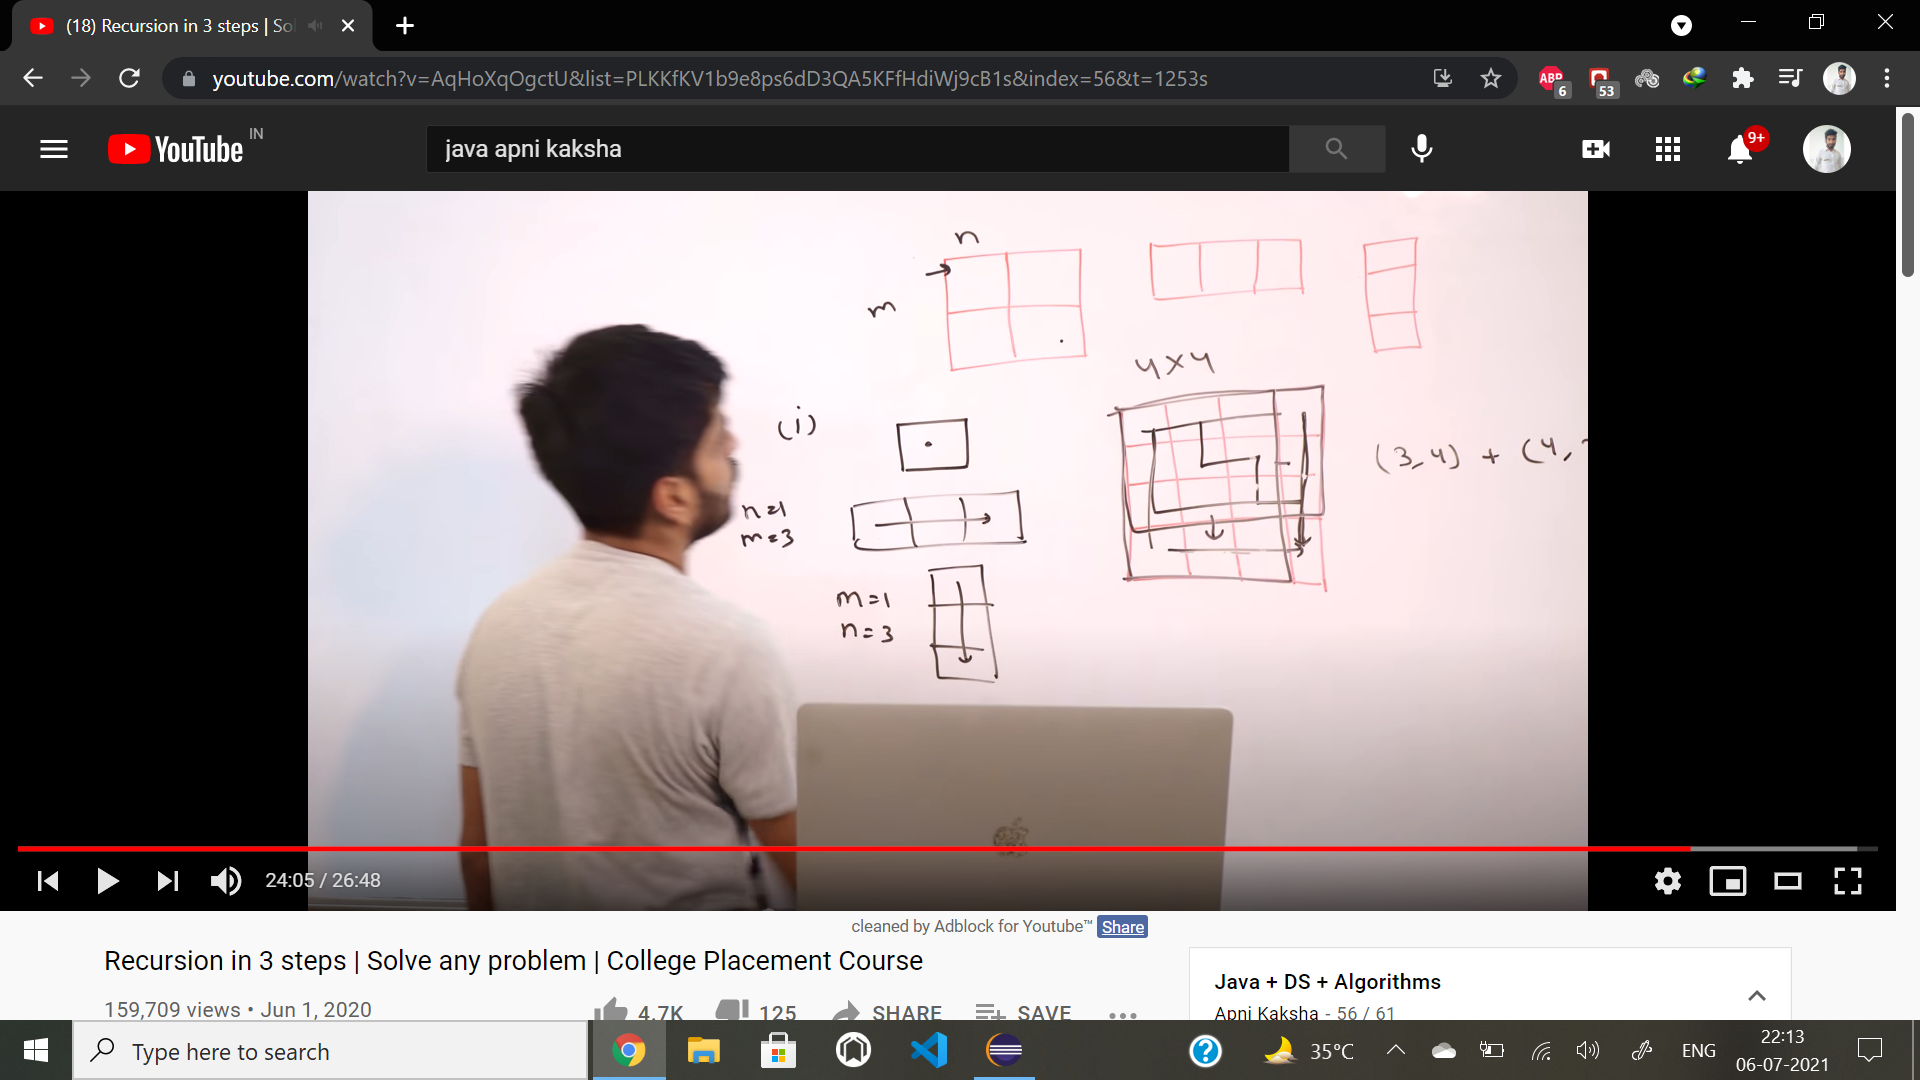 (18) Recursion in 3 steps | Sol
youtube.com/watch?v=AqHoXqOgctU&list=PLKKfKV1b9e8ps6dD3QA5KFfHdiWj9cB1s&index=56&t=1253s
ABP
6
53
YouTube IN
java apni kaksha
9+
n
m
4x4
(i)
(3,4) + (4,
n=1
m=3
m=1
n=3
24:05 / 26:48
cleaned by Adblock for Youtube™ Share
Recursion in 3 steps | Solve any problem | College Placement Course
159,709 views • Jun 1, 2020
4.7K
125
SHARE
SAVE
Java + DS + Algorithms
Apni Kaksha - 56 / 61
Type here to search
35°C
ENG
22:13
06-07-2021